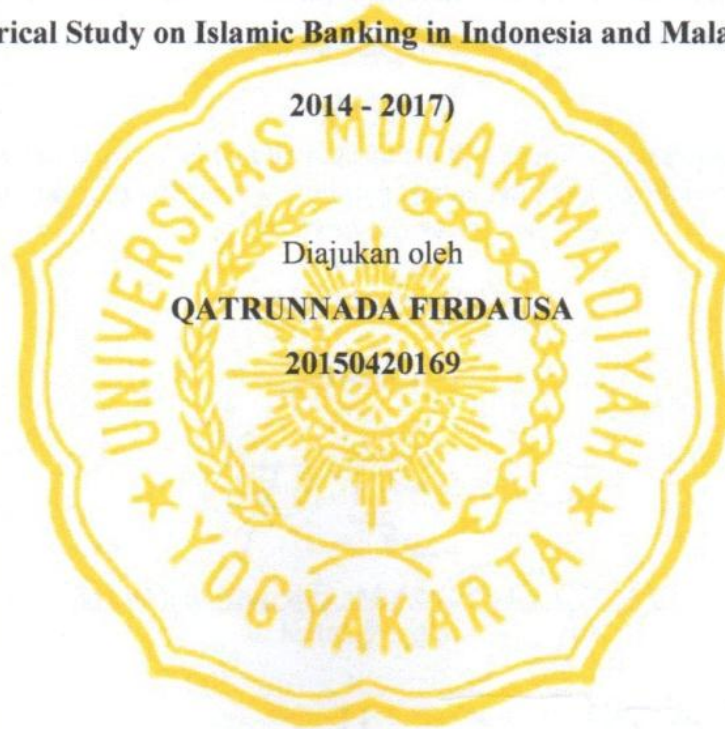 rical Study on Islamic Banking in Indonesia and Mala
2014 - 2017)
UNIVERSITAS MUHAMMADIYAH
Diajukan oleh
QATRUNNADA FIRDAUSA
20150420169
YOGYAKARTA